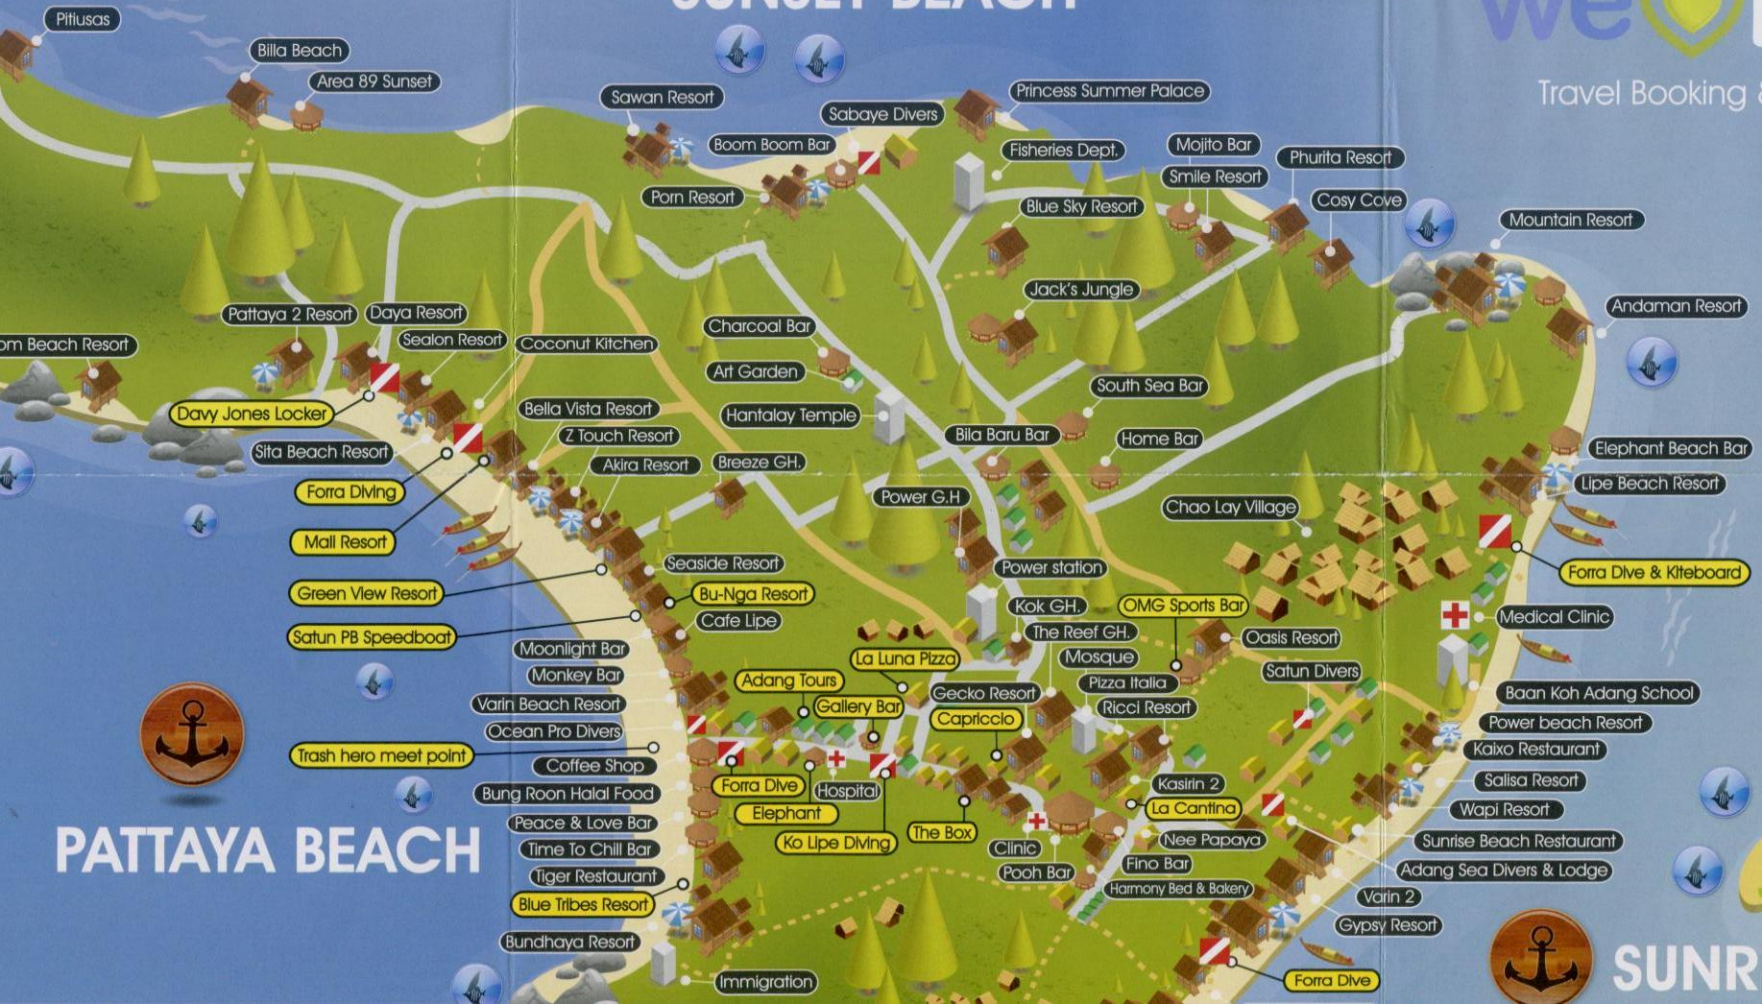 SUNSET BEACH
we
Travel Booking &
Pitiusas
Billa Beach
Area 89 Sunset
Sawan Resort
Princess Summer Palace
Sabaye Divers
Boom Boom Bar
Fisheries Dept.
Mojito Bar
Phurita Resort
Smile Resort
Porn Resort
Blue Sky Resort
Cosy Cove
Mountain Resort
Jack's Jungle
Andaman Resort
Pattaya 2 Resort
Daya Resort
Charcoal Bar
om Beach Resort
Sealon Resort
Coconut Kitchen
Art Garden
South Sea Bar
Davy Jones Locker
Bella Vista Resort
Hantalay Temple
Z Touch Resort
Bila Baru Bar
Home Bar
Sita Beach Resort
Akira Resort
Breeze GH.
Elephant Beach Bar
Forra Diving
Power G.H
Lipe Beach Resort
Chao Lay Village
Mali Resort
Seaside Resort
Power station
Forra Dive & Kiteboard
Green View Resort
Bu-Nga Resort
Kok GH.
OMG Sports Bar
Cafe Lipe
Medical Clinic
Satun PB Speedboat
The Reef GH.
Oasis Resort
Moonlight Bar
La Luna Pizza
Mosque
Monkey Bar
Adang Tours
Pizza Italia
Satun Divers
Varin Beach Resort
Gallery Bar
Gecko Resort
Ricci Resort
Baan Koh Adang School
Ocean Pro Divers
Capriccio
Power beach Resort
Trash hero meet point
Kaixo Restaurant
Coffee Shop
Forra Dive
Hospital
Kasirin 2
Salisa Resort
Bung Roon Halal Food
Elephant
La Cantina
Wapi Resort
Peace & Love Bar
Ko Lipe Diving
The Box
Nee Papaya
Sunrise Beach Restaurant
PATTAYA BEACH
Time To Chill Bar
Clinic
Fino Bar
Tiger Restaurant
Pooh Bar
Adang Sea Divers & Lodge
Harmony Bed & Bakery
Varin 2
Blue Tribes Resort
Gypsy Resort
Bundhaya Resort
Immigration
Forra Dive
SUNR